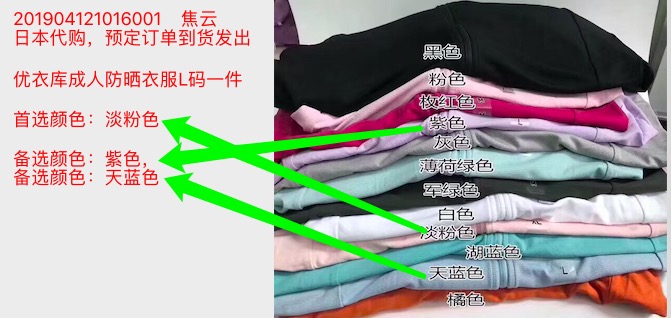 201904121016001 焦云
日本代购，预定订单到货发出
优衣库成人防晒衣服L码一件
首选颜色：淡粉色
备选颜色：紫色，
备选颜色：天蓝色
黑色
粉色
枚红色
紫色
灰色
薄荷绿色
军绿色
白色
淡粉色
湖蓝色
天蓝色
橘色